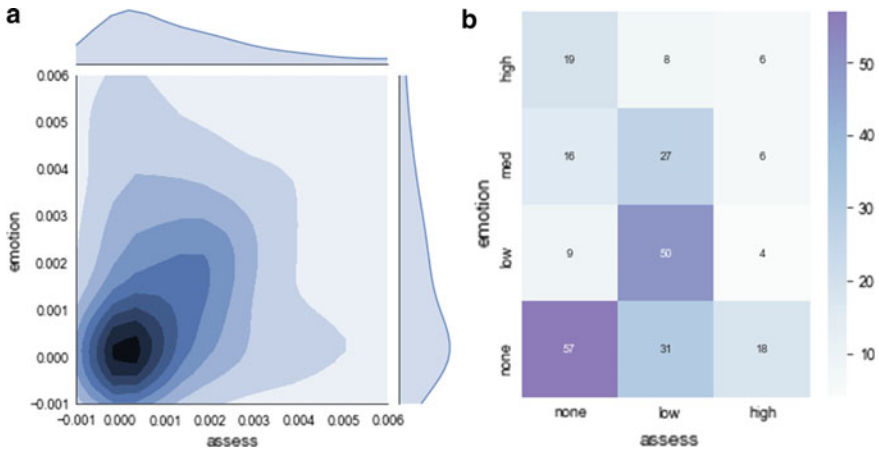 a
0.006
0.005
0.004
0.003
0.002
0.001
0.000
−0.001
emotion
−0.001 0.000 0.001 0.002 0.003 0.004 0.005 0.006
assess
b
high 19 8 6
med 16 27 6
low 9 50 4
none 57 31 18
emotion
none low high
assess
50
40
30
20
10